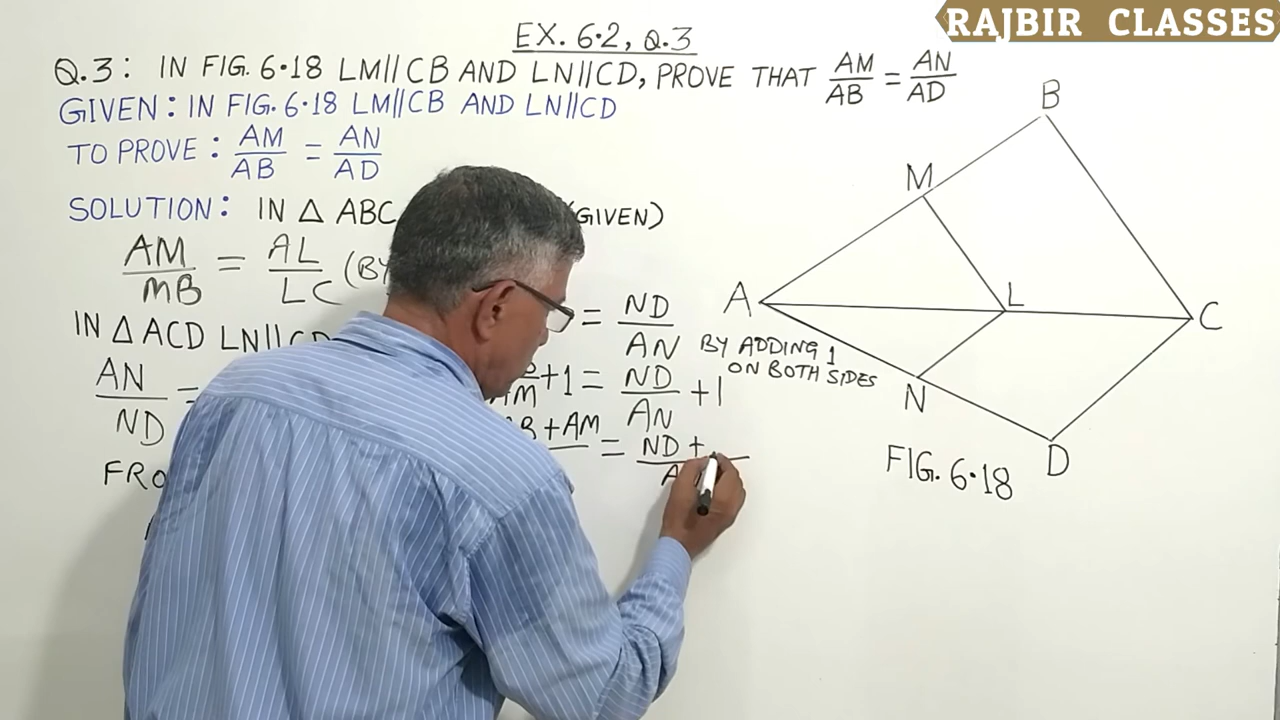 RAJBIR CLASSES
EX. 6.2, Q.3
Q.3: IN FIG. 6.18 LM||CB AND LN||CD, PROVE THAT AM/AB = AN/AD
GIVEN: IN FIG. 6.18 LM||CB AND LN||CD
TO PROVE: AM/AB = AN/AD
SOLUTION: IN △ ABC (GIVEN)
AM/MB = AL/LC (BY
IN △ ACD LN||CD
AN/ND =
FRO
= ND/AN
BY ADDING 1
ON BOTH SIDES
+1 = ND/AN +1
+AM = ND +
B
M
A
L
C
N
D
FIG. 6.18